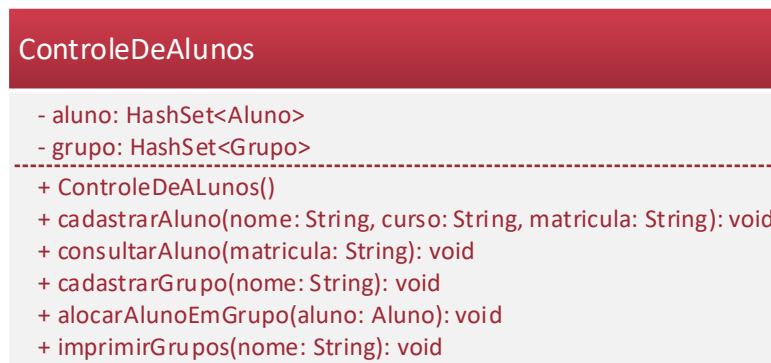 ControleDeAlunos
- aluno: HashSet<Aluno>
- grupo: HashSet<Grupo>
+ ControleDeALunos()
+ cadastrarAluno(nome: String, curso: String, matricula: String): void
+ consultarAluno(matricula: String): void
+ cadastrarGrupo(nome: String): void
+ alocarAlunoEmGrupo(aluno: Aluno): void
+ imprimirGrupos(nome: String): void